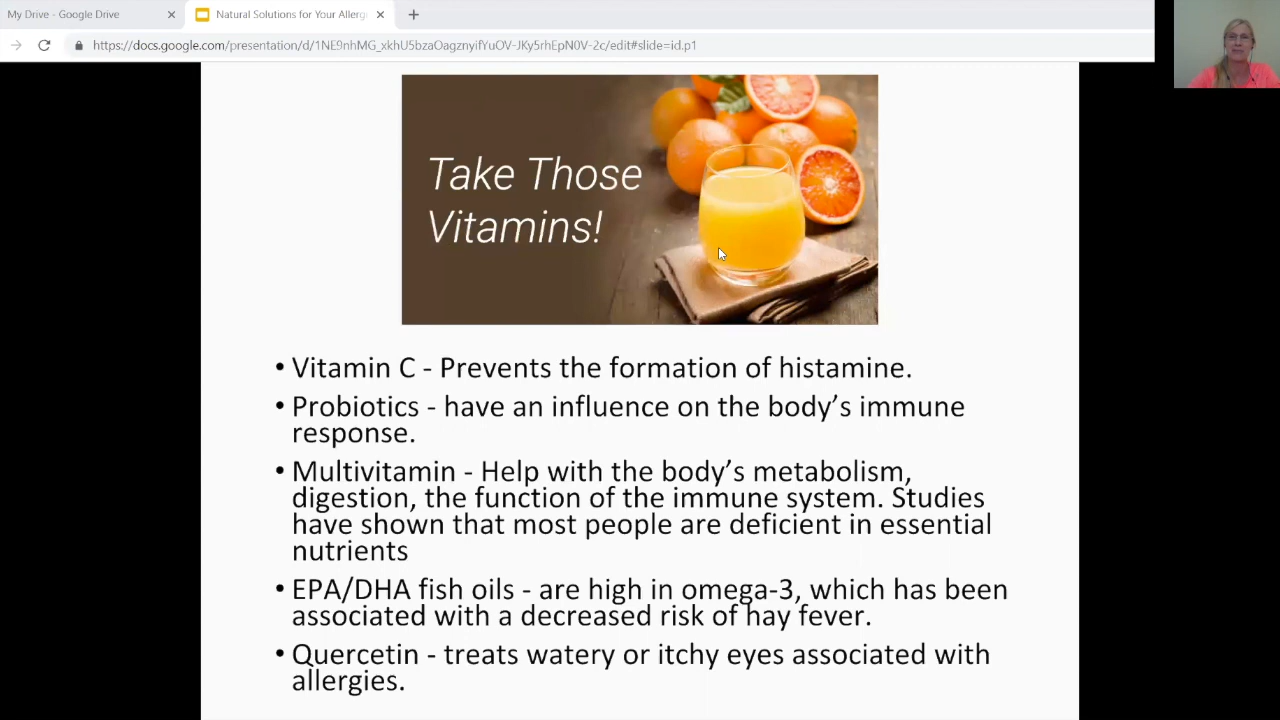 My Drive - Google Drive
Natural Solutions for Your Allerg
https://docs.google.com/presentation/d/1NE9nhMG_xkhU5bzaOagznyifYuOV-JKy5rhEpN0V-2c/edit#slide=id.p1
Take Those
Vitamins!
• Vitamin C - Prevents the formation of histamine.
• Probiotics - have an influence on the body’s immune
response.
• Multivitamin - Help with the body’s metabolism,
digestion, the function of the immune system. Studies
have shown that most people are deficient in essential
nutrients
• EPA/DHA fish oils - are high in omega-3, which has been
associated with a decreased risk of hay fever.
• Quercetin - treats watery or itchy eyes associated with
allergies.